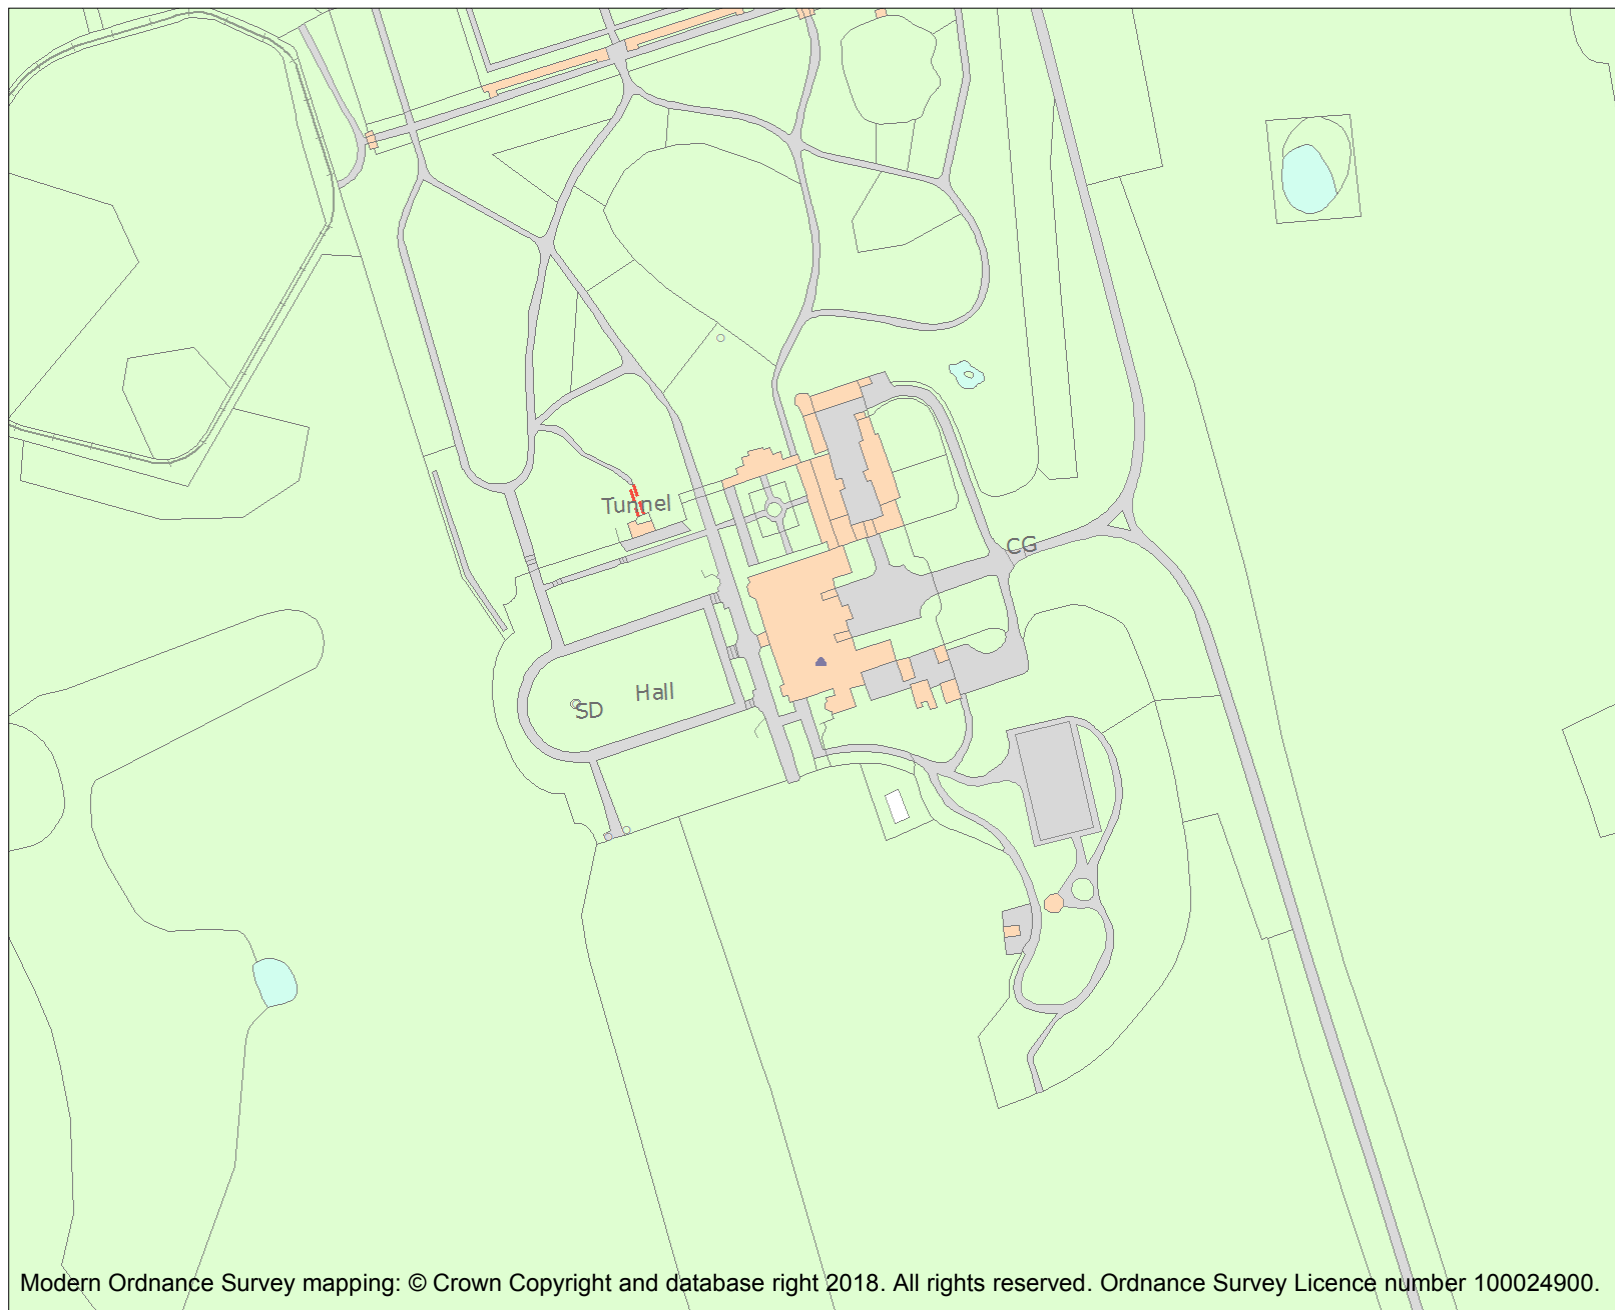 Tunnel
CG
Hall
SD
Modern Ordnance Survey mapping: © Crown Copyright and database right 2018. All rights reserved. Ordnance Survey Licence number 100024900.